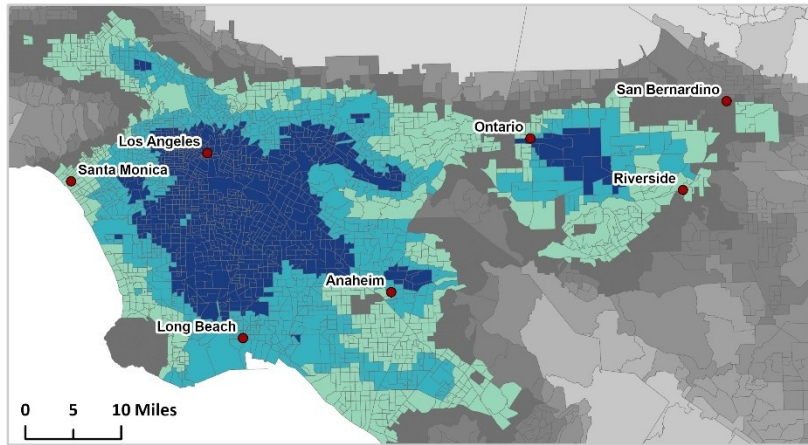 San Bernardino
Ontario
Los Angeles
Santa Monica
Riverside
Anaheim
Long Beach
0 5 10 Miles